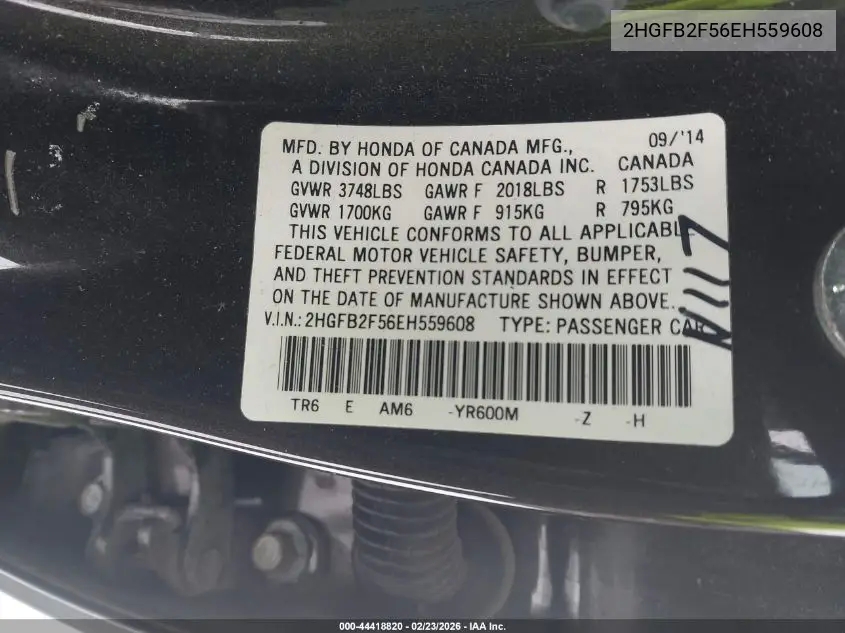 2HGFB2F56EH559608
MFD. BY HONDA OF CANADA MFG., 09/'14
A DIVISION OF HONDA CANADA INC. CANADA
GVWR 3748LBS GAWR F 2018LBS R 1753LBS
GVWR 1700KG GAWR F 915KG R 795KG
THIS VEHICLE CONFORMS TO ALL APPLICABLE
FEDERAL MOTOR VEHICLE SAFETY, BUMPER,
AND THEFT PREVENTION STANDARDS IN EFFECT
ON THE DATE OF MANUFACTURE SHOWN ABOVE.
V.I.N.: 2HGFB2F56EH559608 TYPE: PASSENGER CAR
TR6 E AM6 -YR600M -Z -H
000-44418820 - 02/23/2026 - IAA Inc.